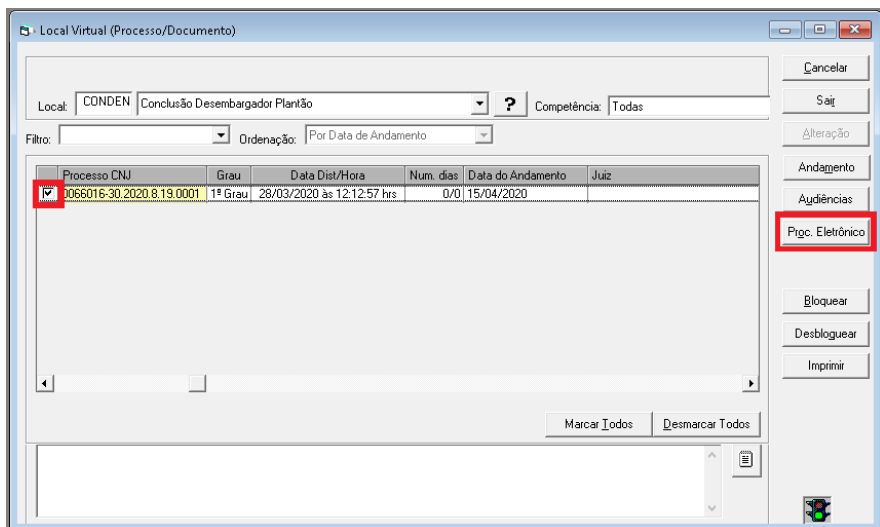 Local Virtual (Processo/Documento)
Cancelar
Local: CONDEN Conclusão Desembargador Plantão ? Competência: Todas
Sair
Filtro: Ordenação: Por Data de Andamento
Alteração
Processo CNJ Grau Data Dist/Hora Num. dias Data do Andamento Juiz
Andamento
0066016-30.2020.8.19.0001 1ª Grau 28/03/2020 às 12:12:57 hrs 0/0 15/04/2020
Audiências
Proc. Eletrônico
Bloquear
Desbloquear
Imprimir
Marcar Todos Desmarcar Todos